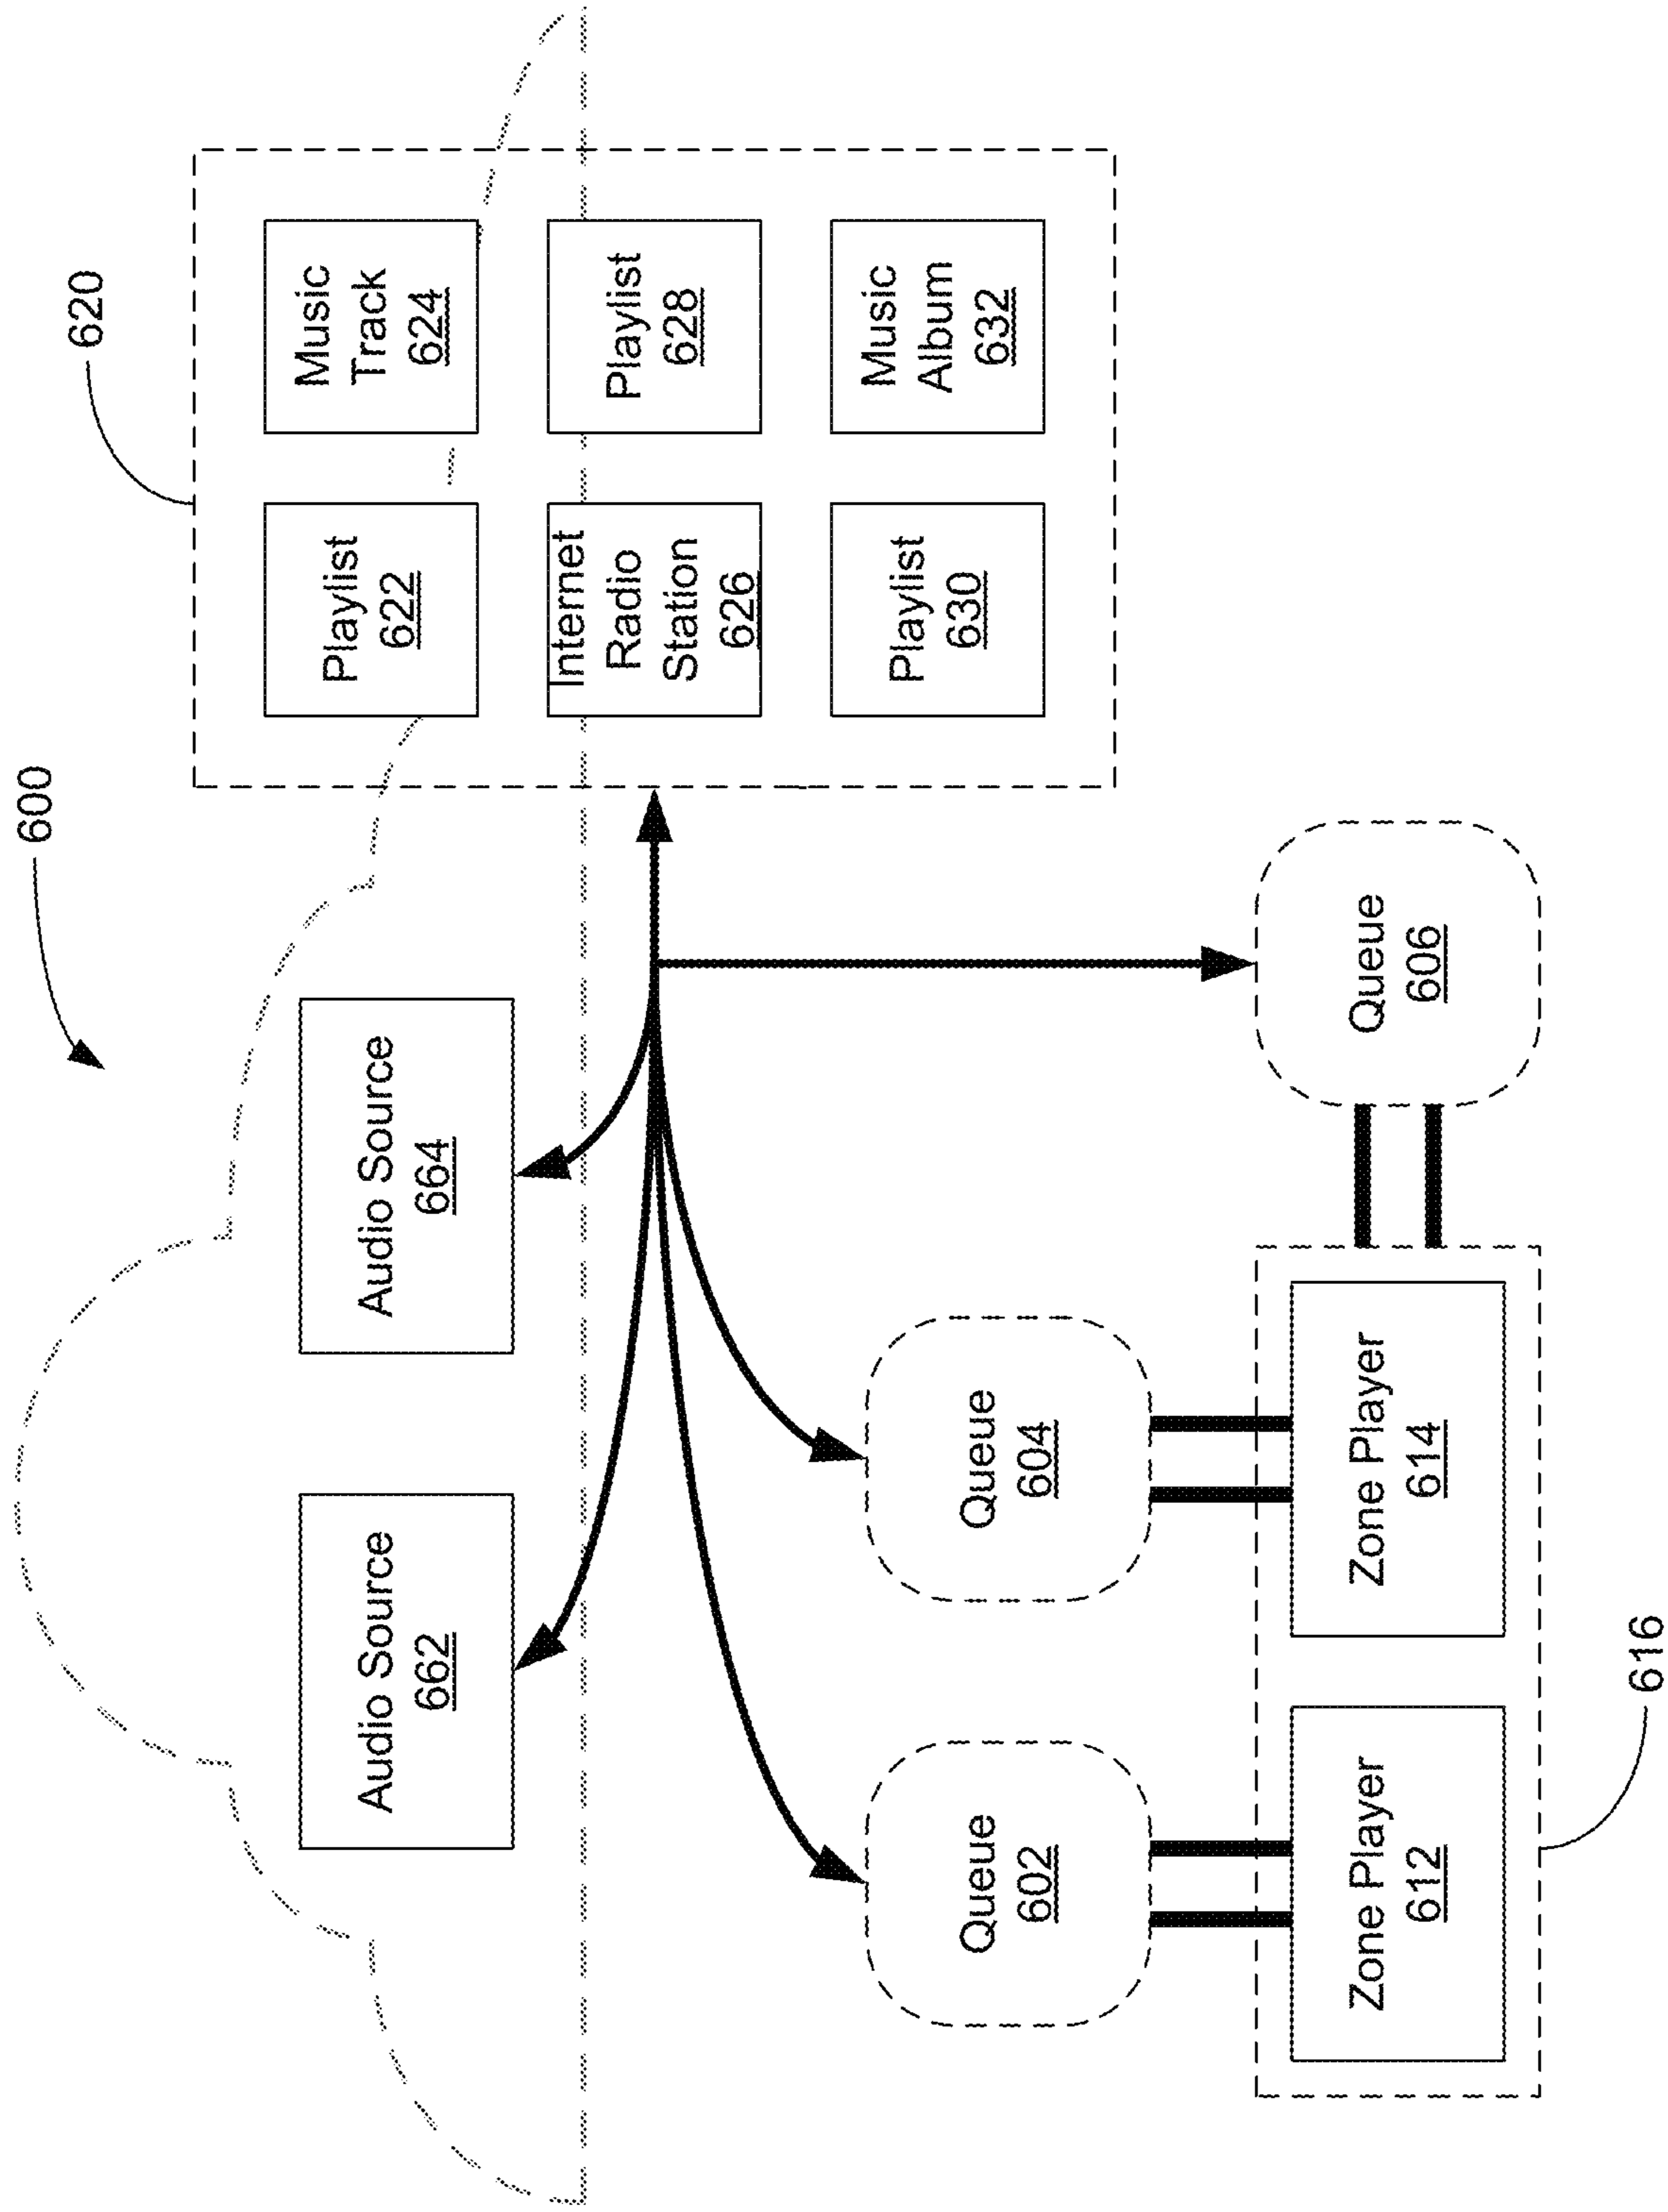 600
620
Audio Source
662
Audio Source
664
Playlist
622
Music
Track
624
Internet
Radio
Station
626
Playlist
628
Playlist
630
Music
Album
632
Queue
602
Queue
604
Queue
606
Zone Player
612
Zone Player
614
616